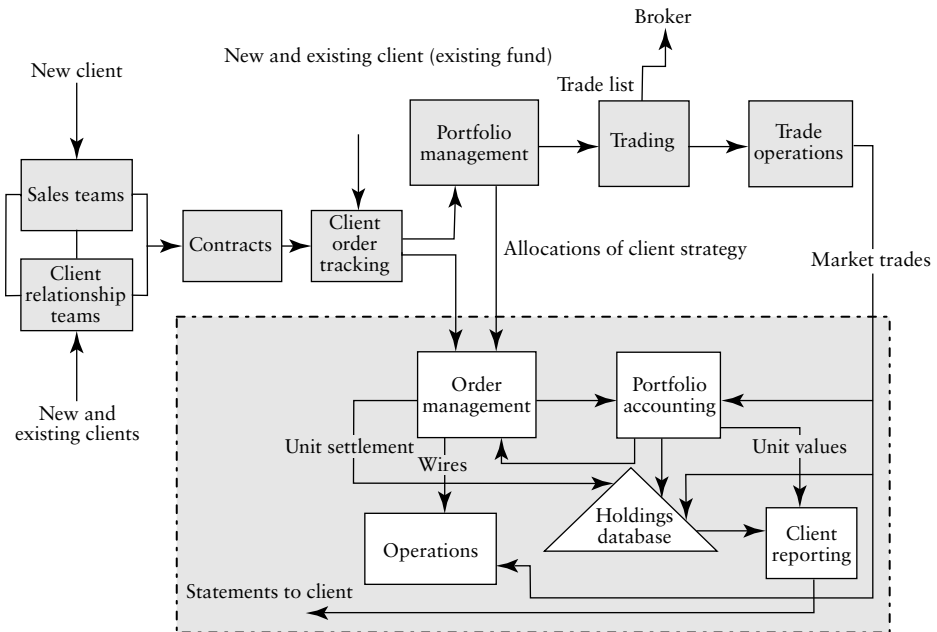 Broker
New and existing client (existing fund)
New client
Trade list
Portfolio
management
Trading
Trade
operations
Sales teams
Contracts
Client
order
tracking
Client
relationship
teams
Allocations of client strategy
Market trades
New and
existing clients
Order
management
Portfolio
accounting
Unit settlement
Wires
Unit values
Holdings
database
Operations
Client
reporting
Statements to client